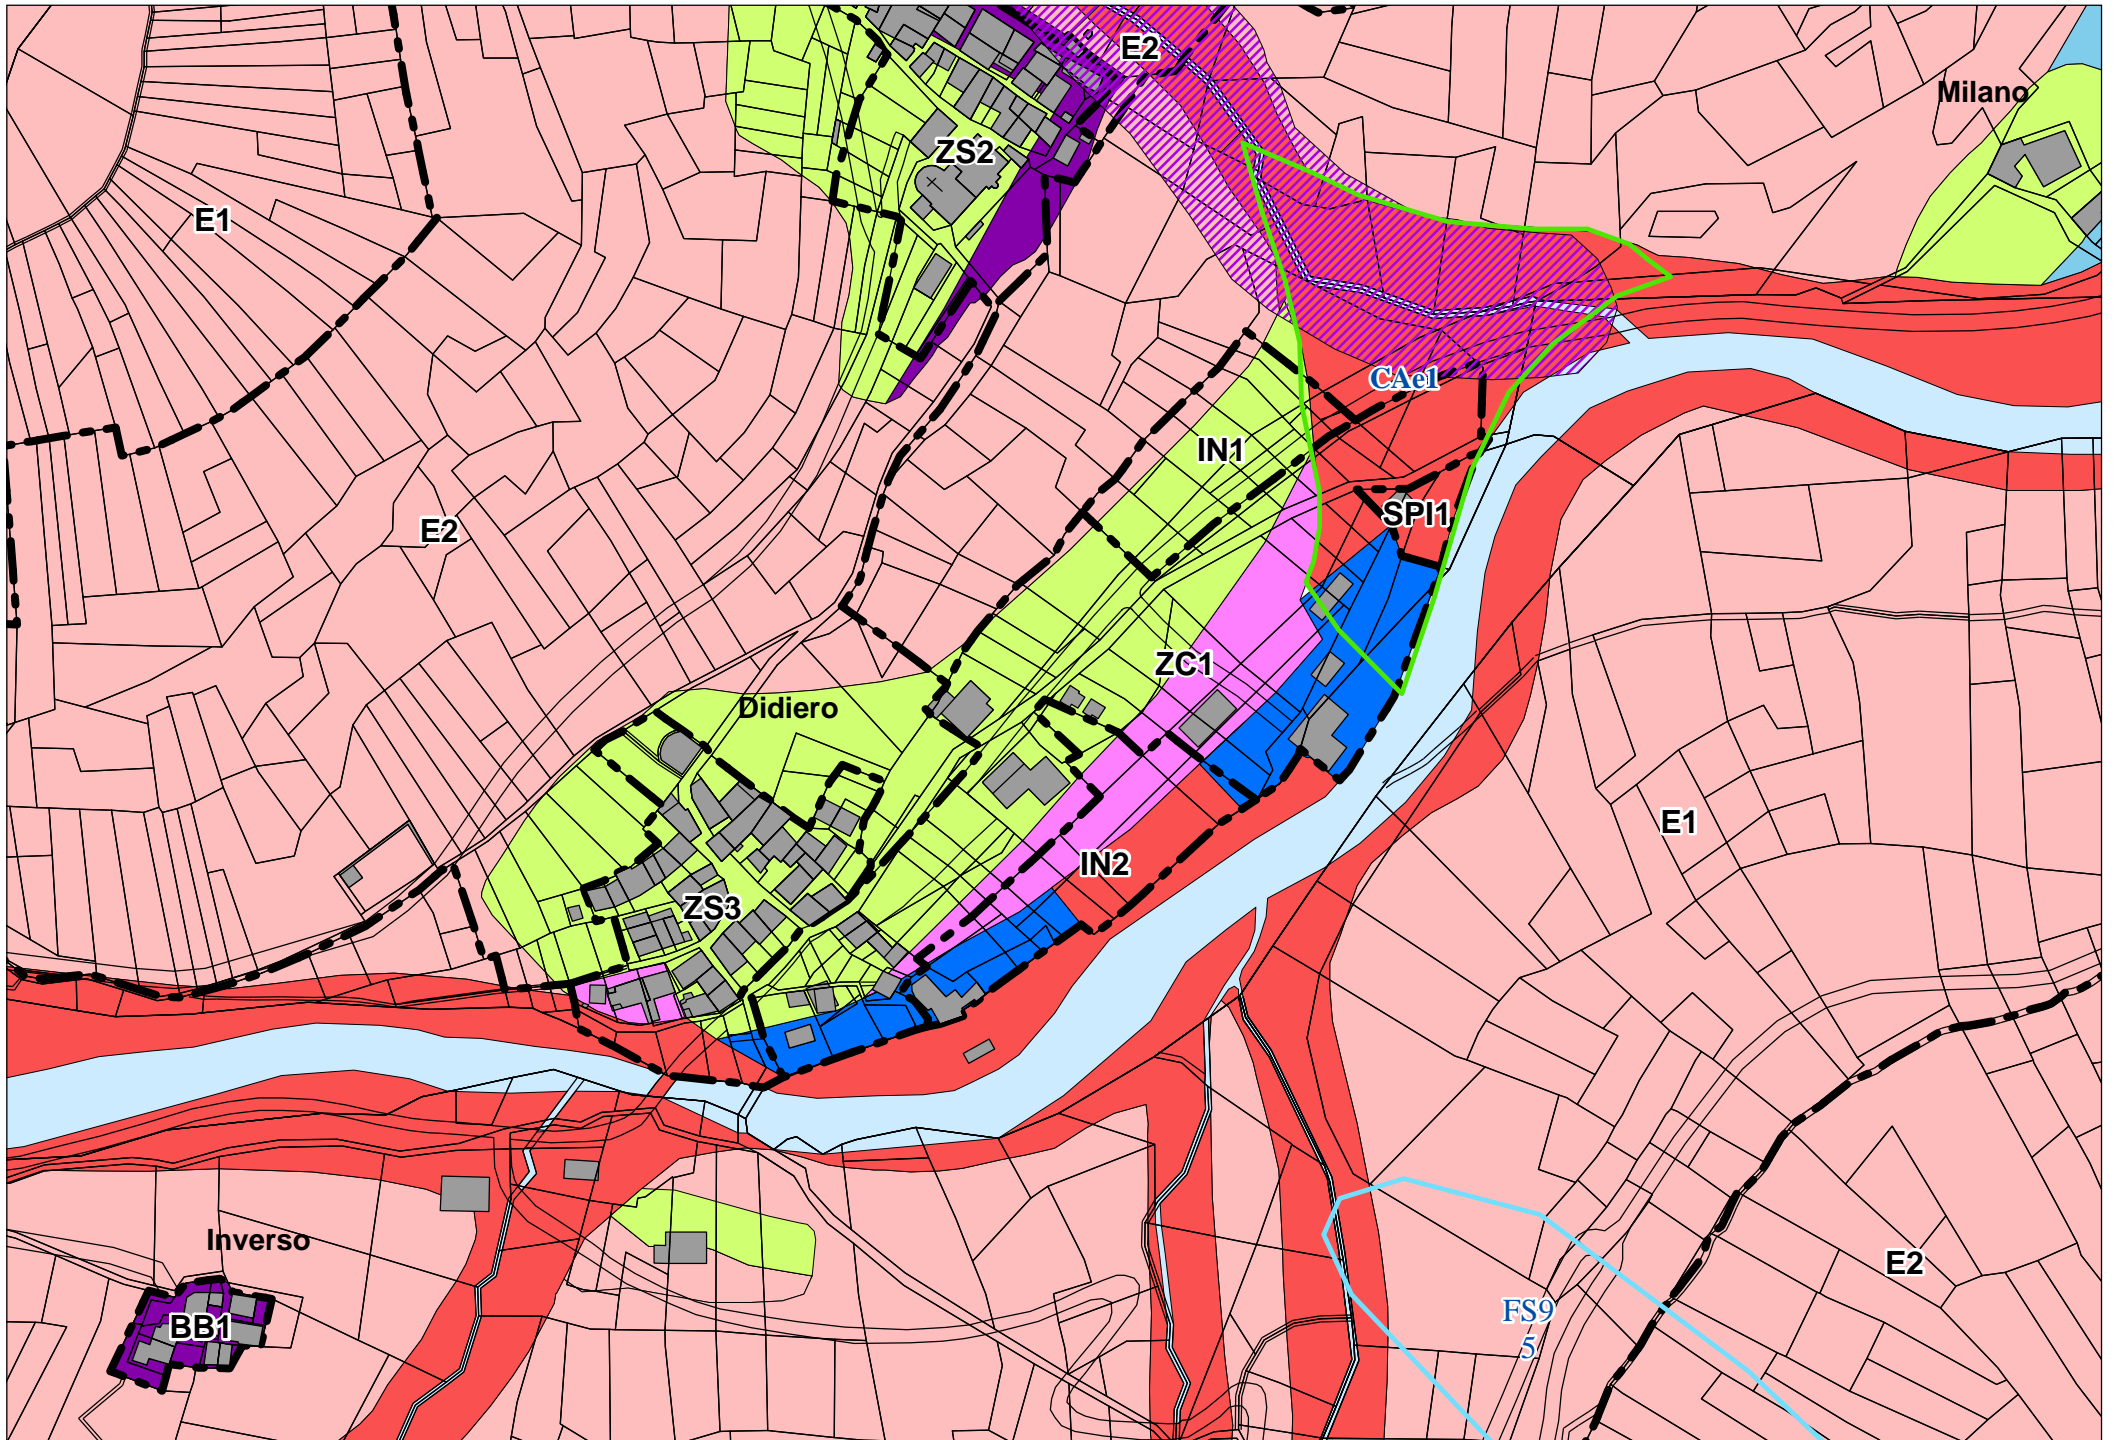 E2
Milano
ZS2
E1
CAe1
IN1
SPI1
E2
ZC1
Didiero
E1
IN2
ZS3
Inverso
E2
FS9
5
BB1